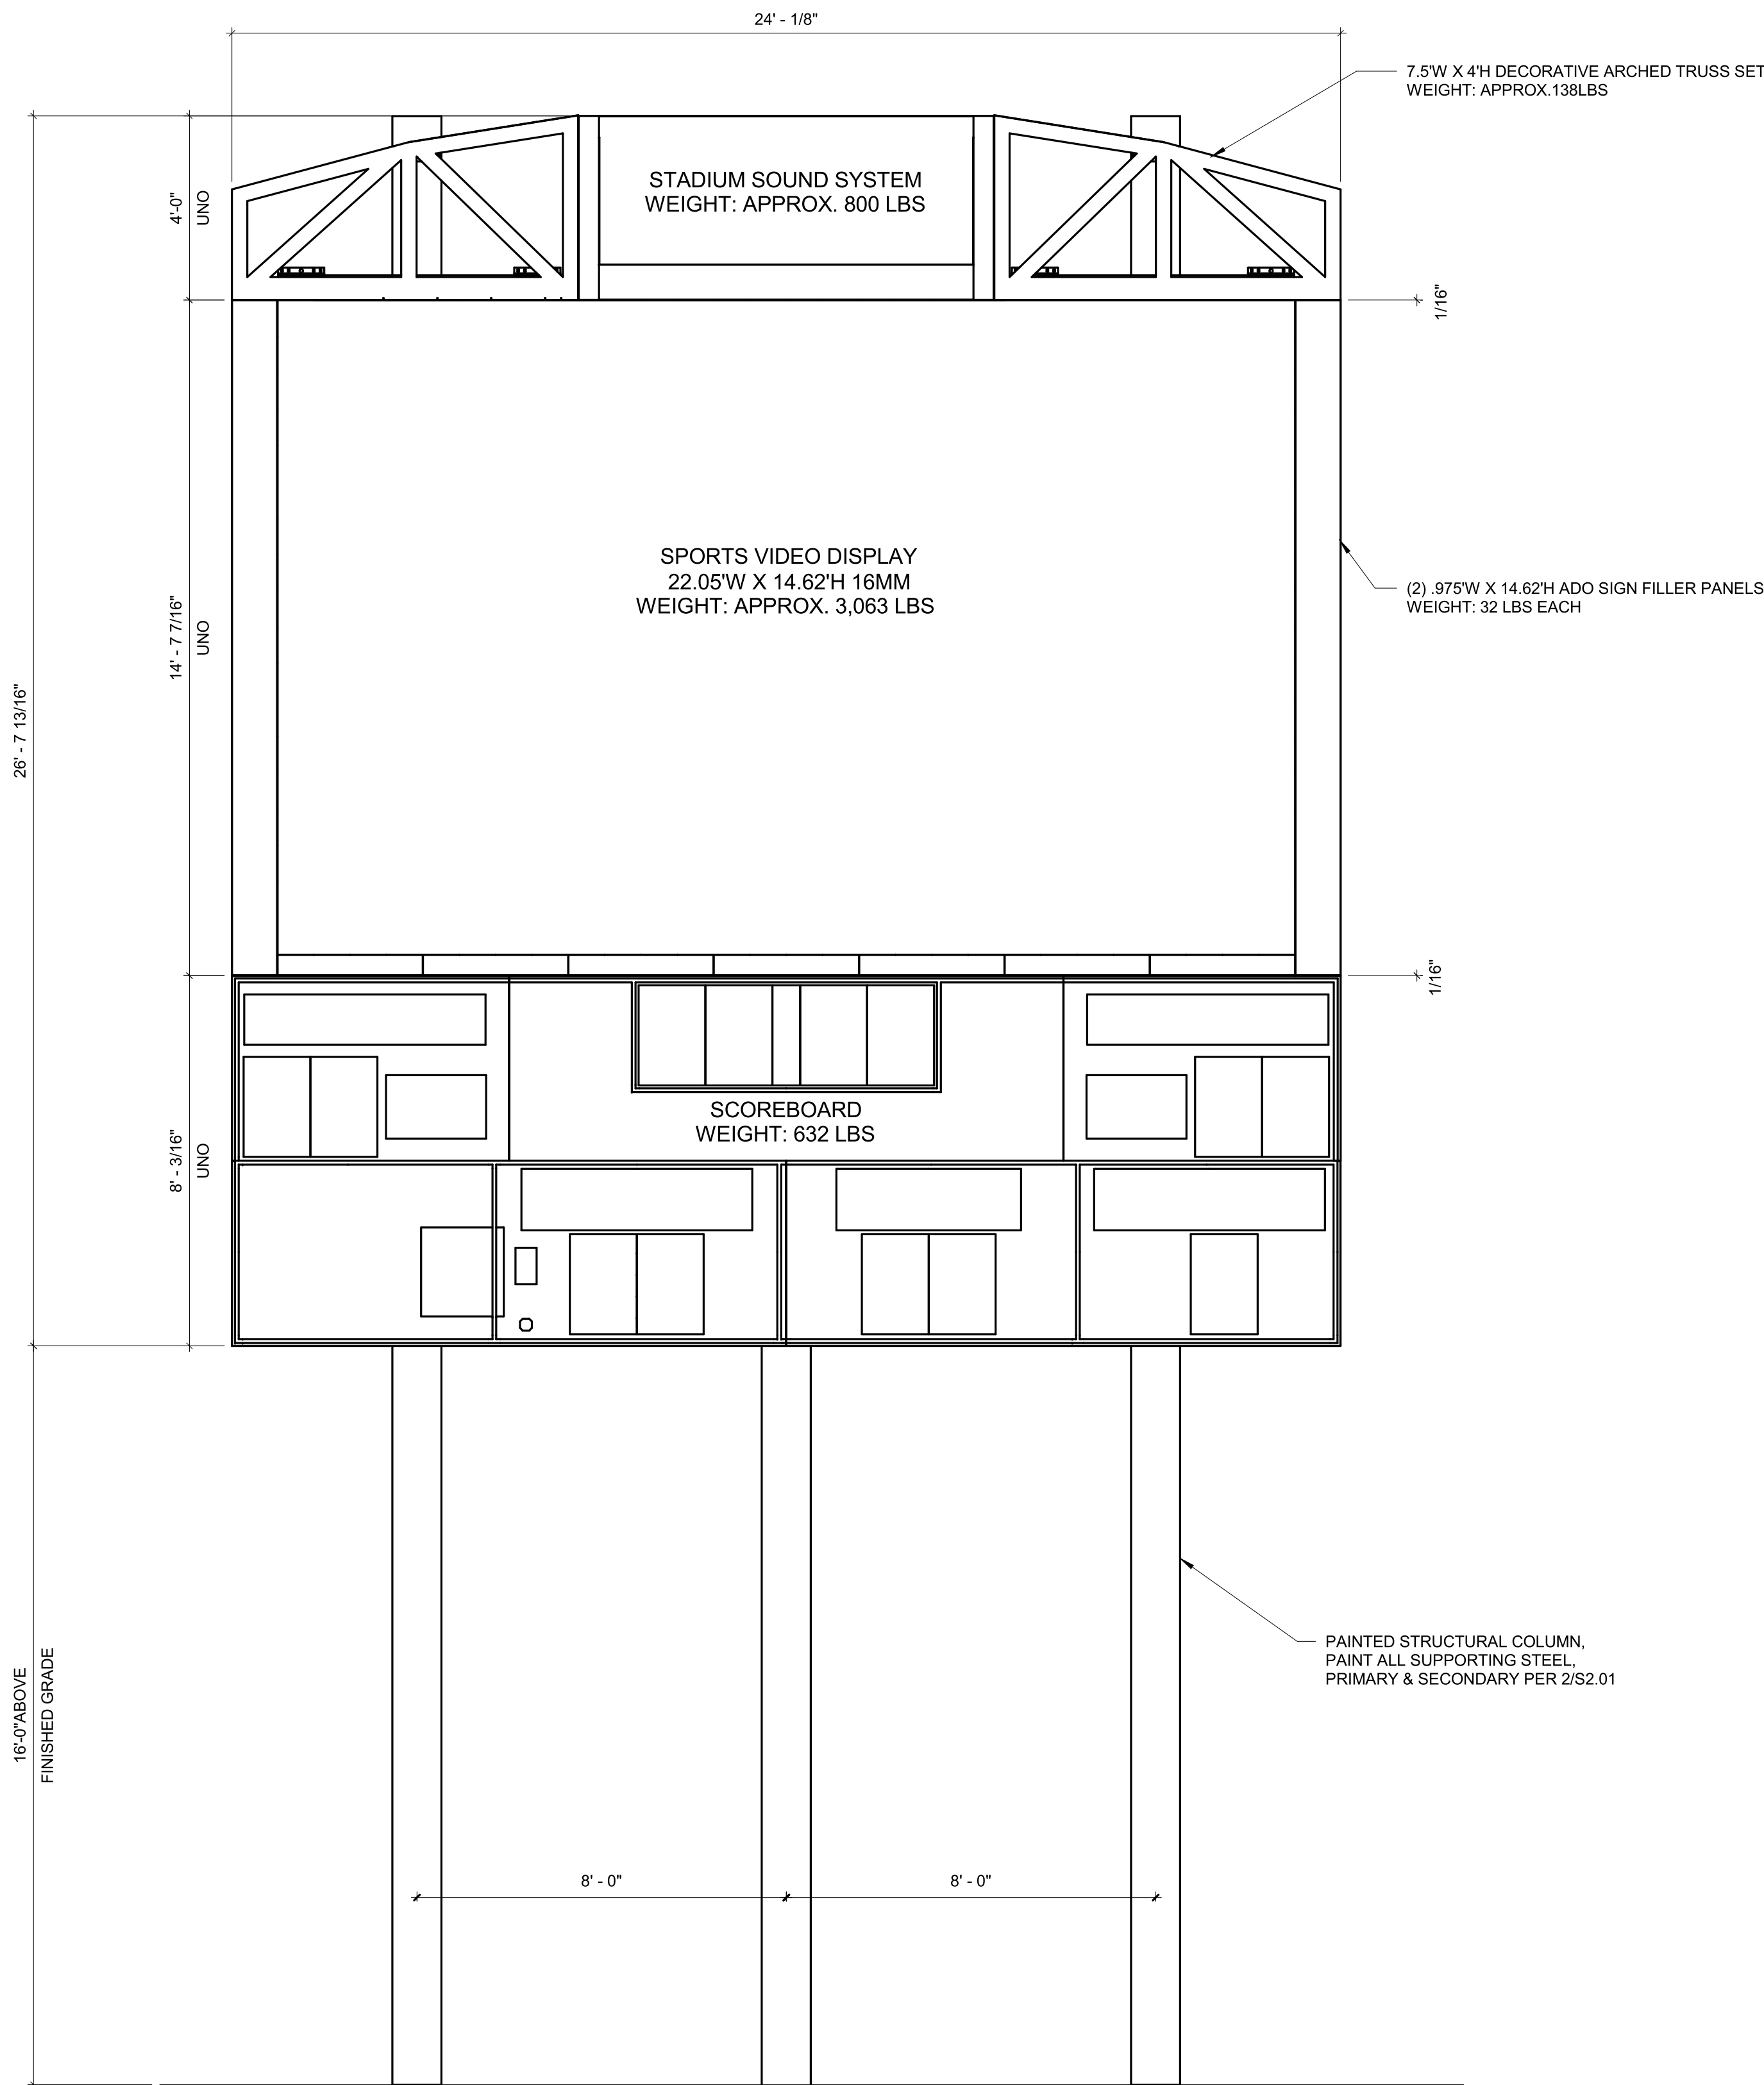 24' - 1/8"
7.5'W X 4'H DECORATIVE ARCHED TRUSS SET
WEIGHT: APPROX.138LBS
STADIUM SOUND SYSTEM
WEIGHT: APPROX. 800 LBS
4'-0"
UNO
1/16"
SPORTS VIDEO DISPLAY
22.05'W X 14.62'H 16MM
WEIGHT: APPROX. 3,063 LBS
(2) .975'W X 14.62'H ADO SIGN FILLER PANELS
WEIGHT: 32 LBS EACH
14' - 7 7/16"
UNO
26' - 7 13/16"
1/16"
SCOREBOARD
WEIGHT: 632 LBS
8' - 3/16"
UNO
PAINTED STRUCTURAL COLUMN,
PAINT ALL SUPPORTING STEEL,
PRIMARY & SECONDARY PER 2/S2.01
16'-0"ABOVE
FINISHED GRADE
8' - 0"
8' - 0"